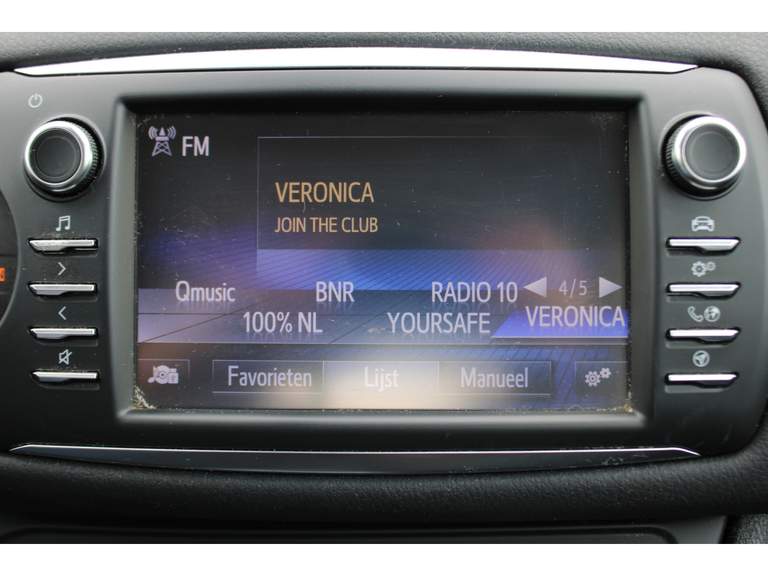 FM
VERONICA
JOIN THE CLUB
Qmusic BNR RADIO 10 4/5
100% NL YOURSAFE VERONICA
Favorieten Lijst Manueel